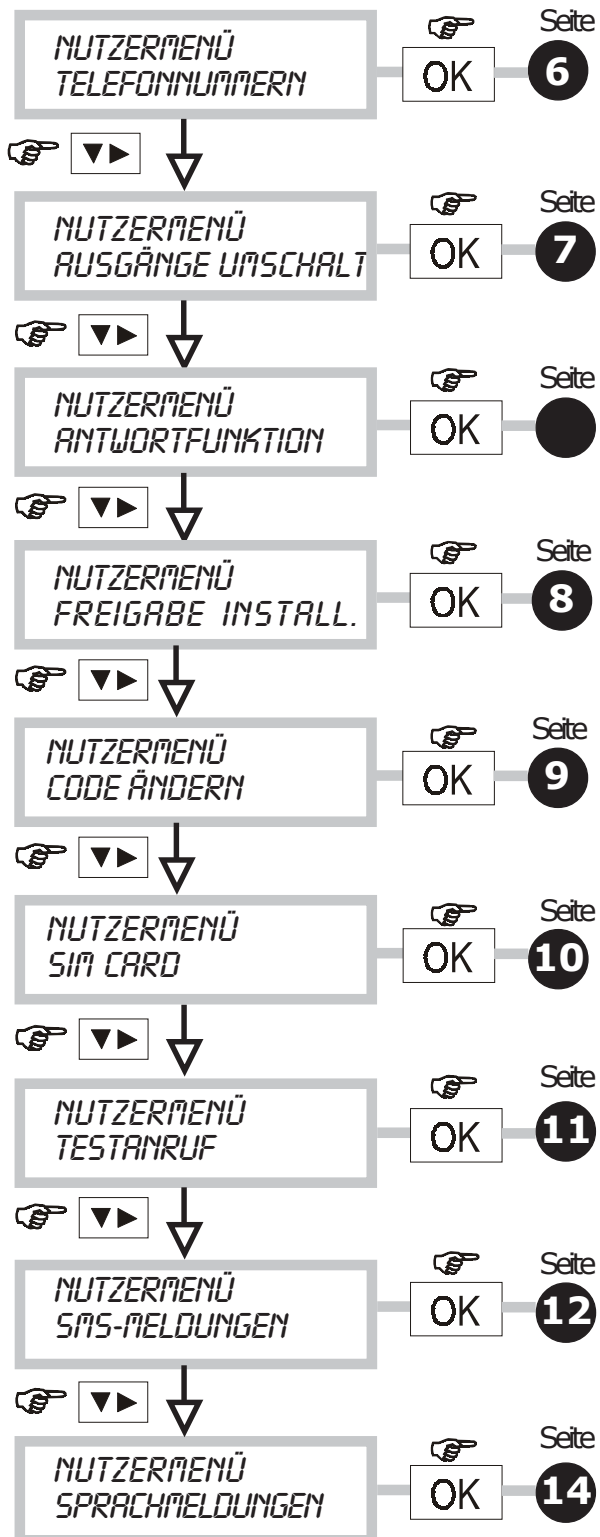 Seite
NUTZERMENÜ
TELEFONNUMMERN
OK
6
Seite
NUTZERMENÜ
AUSGÄNGE UMSCHALT
OK
7
Seite
NUTZERMENÜ
ANTWORTFUNKTION
OK
Seite
NUTZERMENÜ
FREIGABE INSTALL.
OK
8
Seite
NUTZERMENÜ
CODE ÄNDERN
OK
9
Seite
NUTZERMENÜ
SIM CARD
OK
10
Seite
NUTZERMENÜ
TESTANRUF
OK
11
Seite
NUTZERMENÜ
SMS-MELDUNGEN
OK
12
Seite
NUTZERMENÜ
SPRACHMELDUNGEN
OK
14